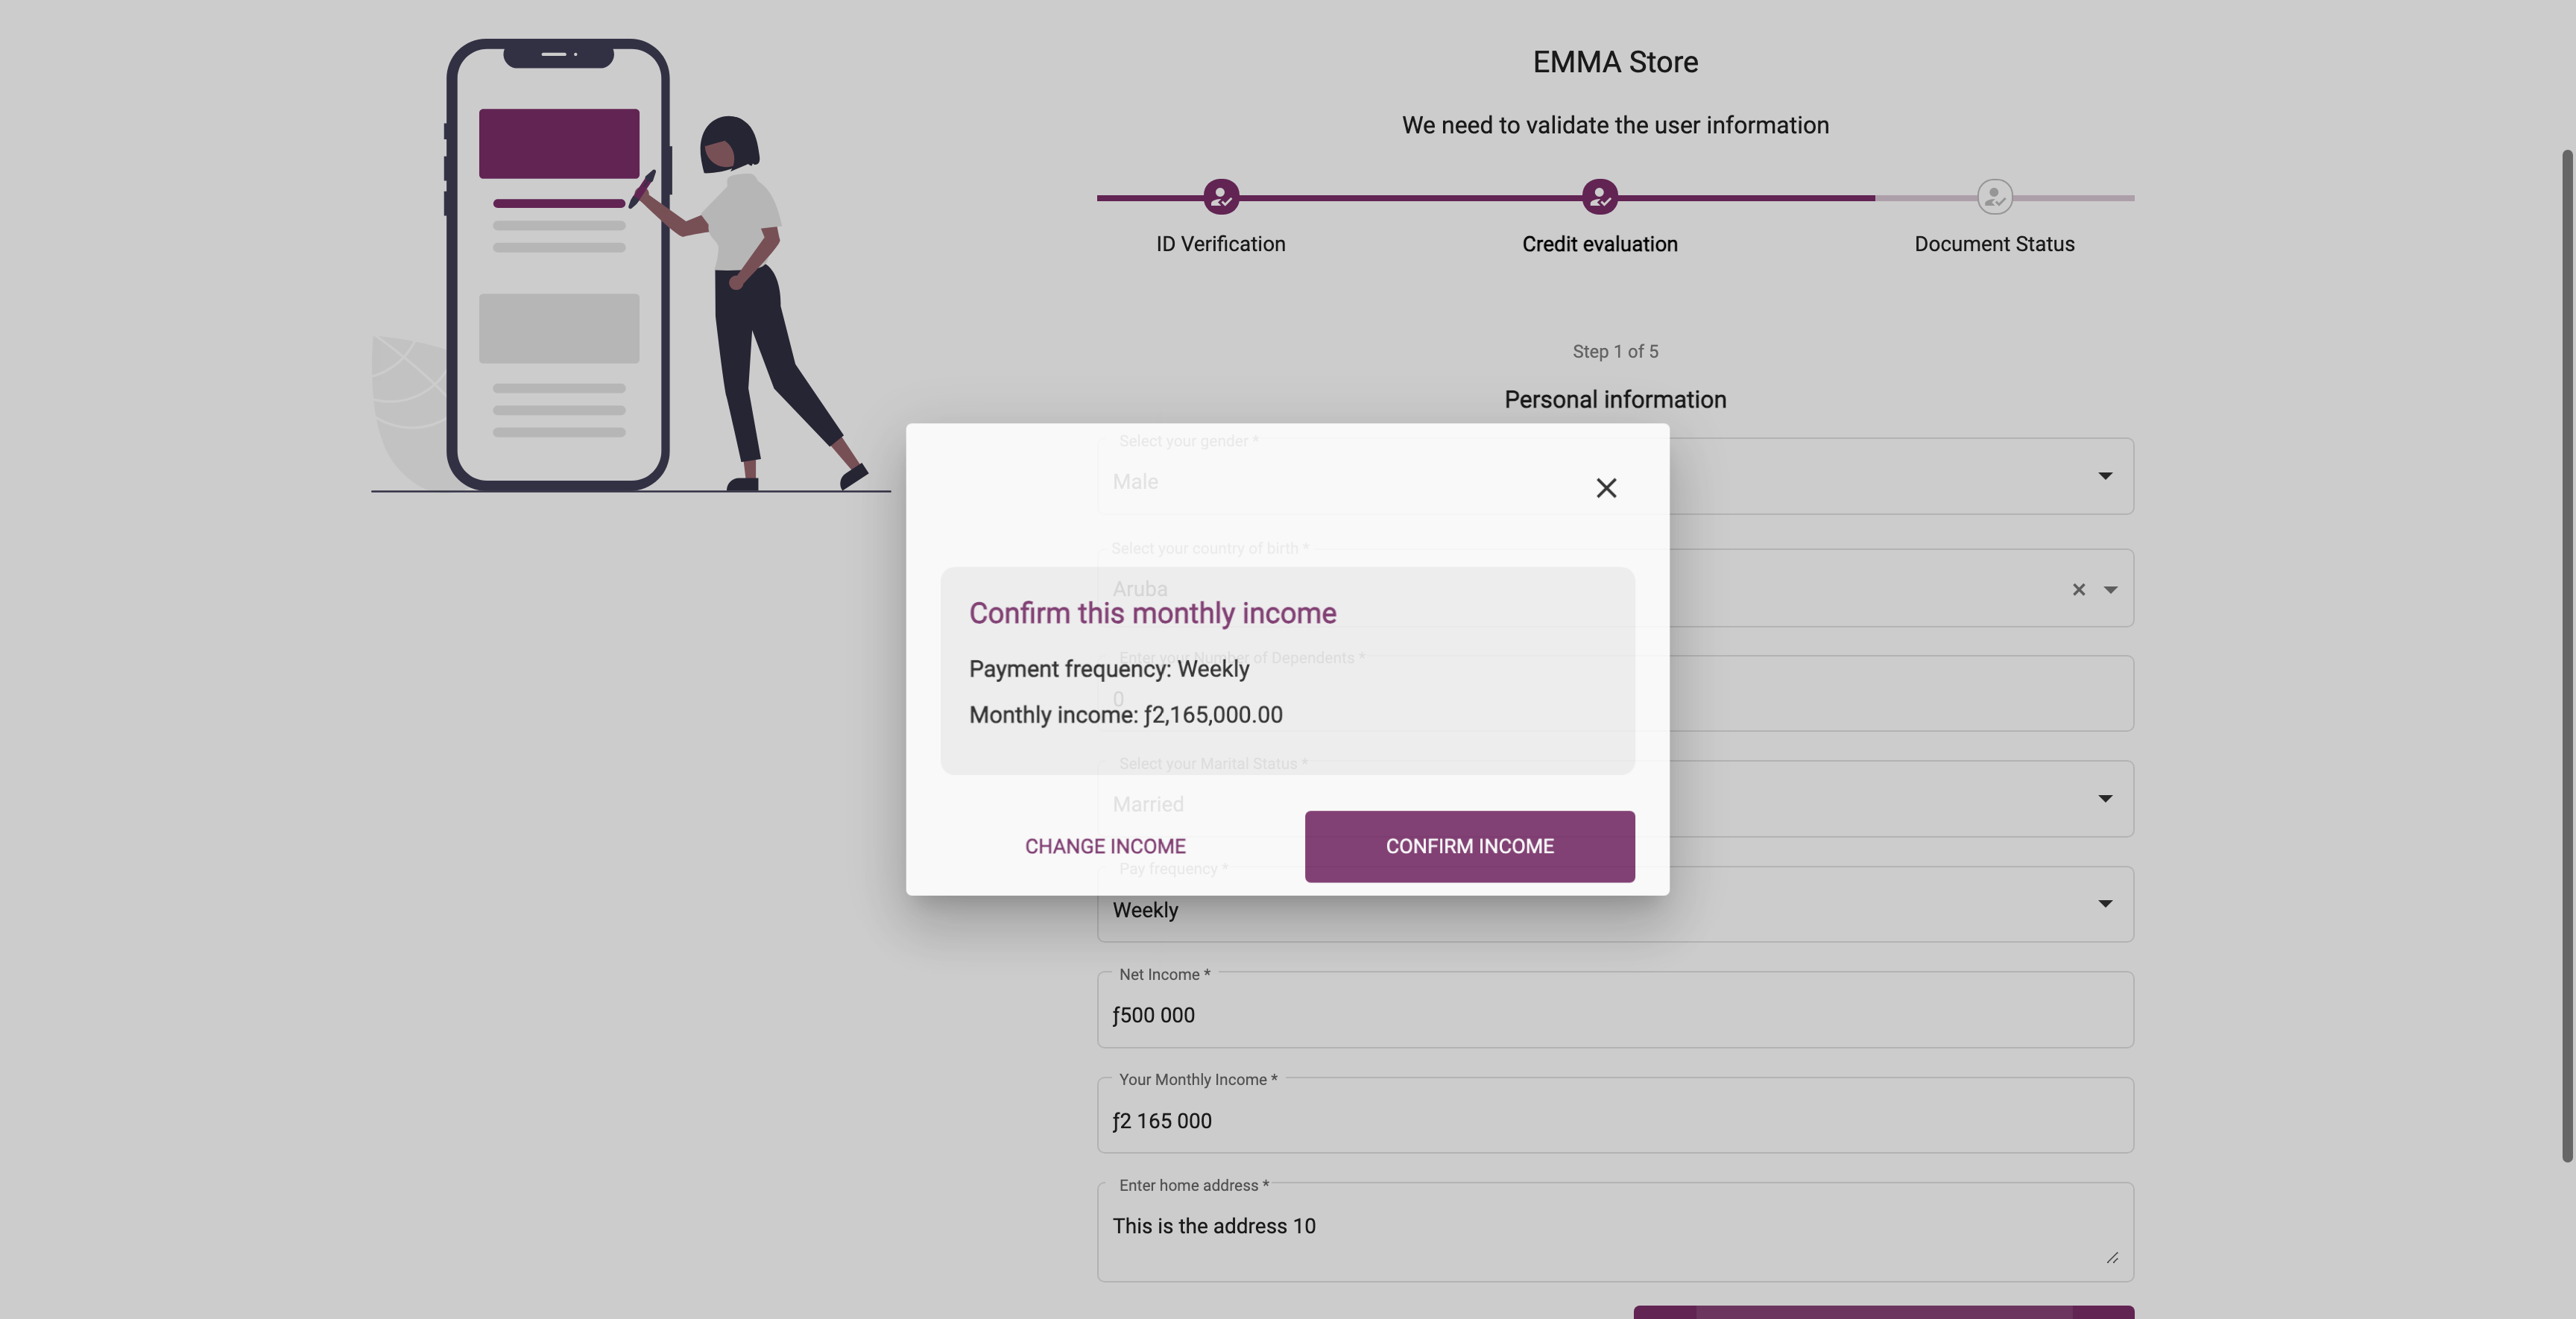 EMMA Store
We need to validate the user information
ID Verification
Credit evaluation
Document Status
Step 1 of 5
Personal information
Select your gender *
Male
Select your country of birth *
Aruba
Confirm this monthly income
Enter your Number of Dependents *
Payment frequency: Weekly
0
Monthly income: ƒ2,165,000.00
Select your Marital Status *
Married
CHANGE INCOME
CONFIRM INCOME
Pay frequency *
Weekly
Net Income *
ƒ500 000
Your Monthly Income *
ƒ2 165 000
Enter home address *
This is the address 10